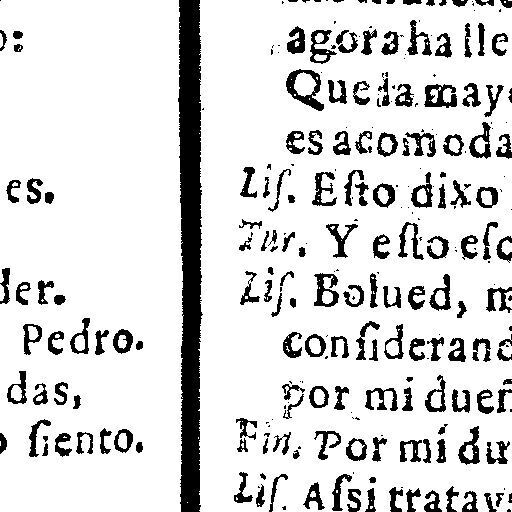 o:
es.
der.
Pedro.
das,
o ſiento.
agora ha lle
Que la may
es acomoda
Liſ. Eſto dixo
Tur. Y eſto eſc
Liſ. Bolued, m
conſiderand
por mi dueñ
Fin. Por mi du
Liſ. Aſsi tratays